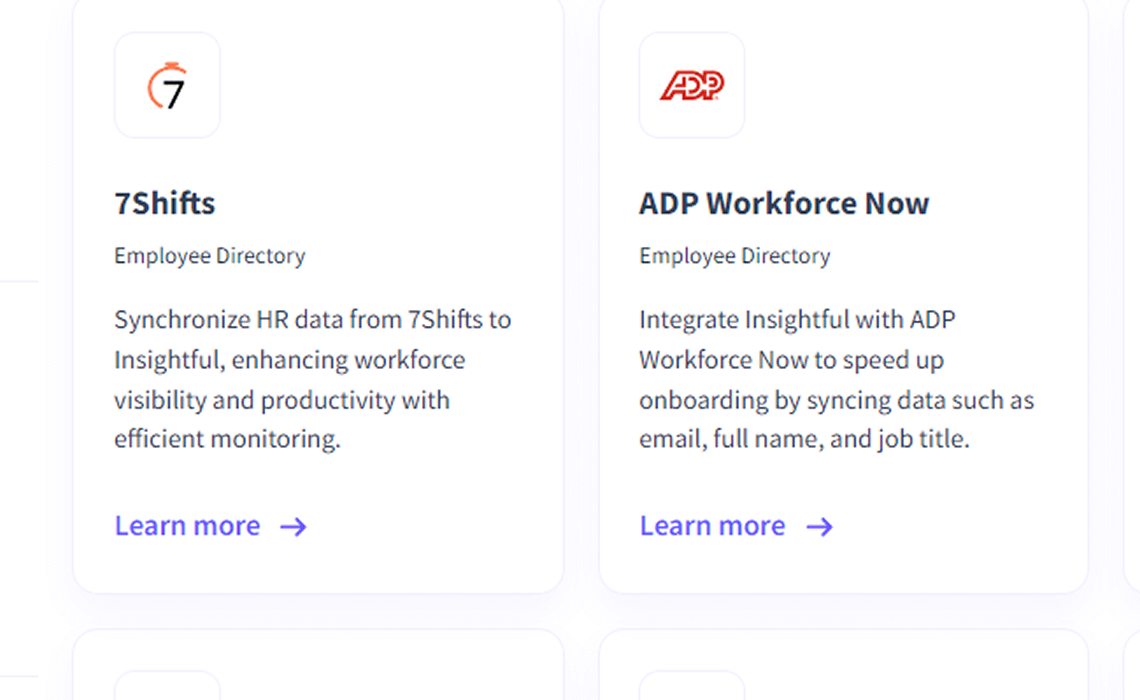 7
ADP
7Shifts
Employee Directory
Synchronize HR data from 7Shifts to
Insightful, enhancing workforce
visibility and productivity with
efficient monitoring.
Learn more →
ADP Workforce Now
Employee Directory
Integrate Insightful with ADP
Workforce Now to speed up
onboarding by syncing data such as
email, full name, and job title.
Learn more →